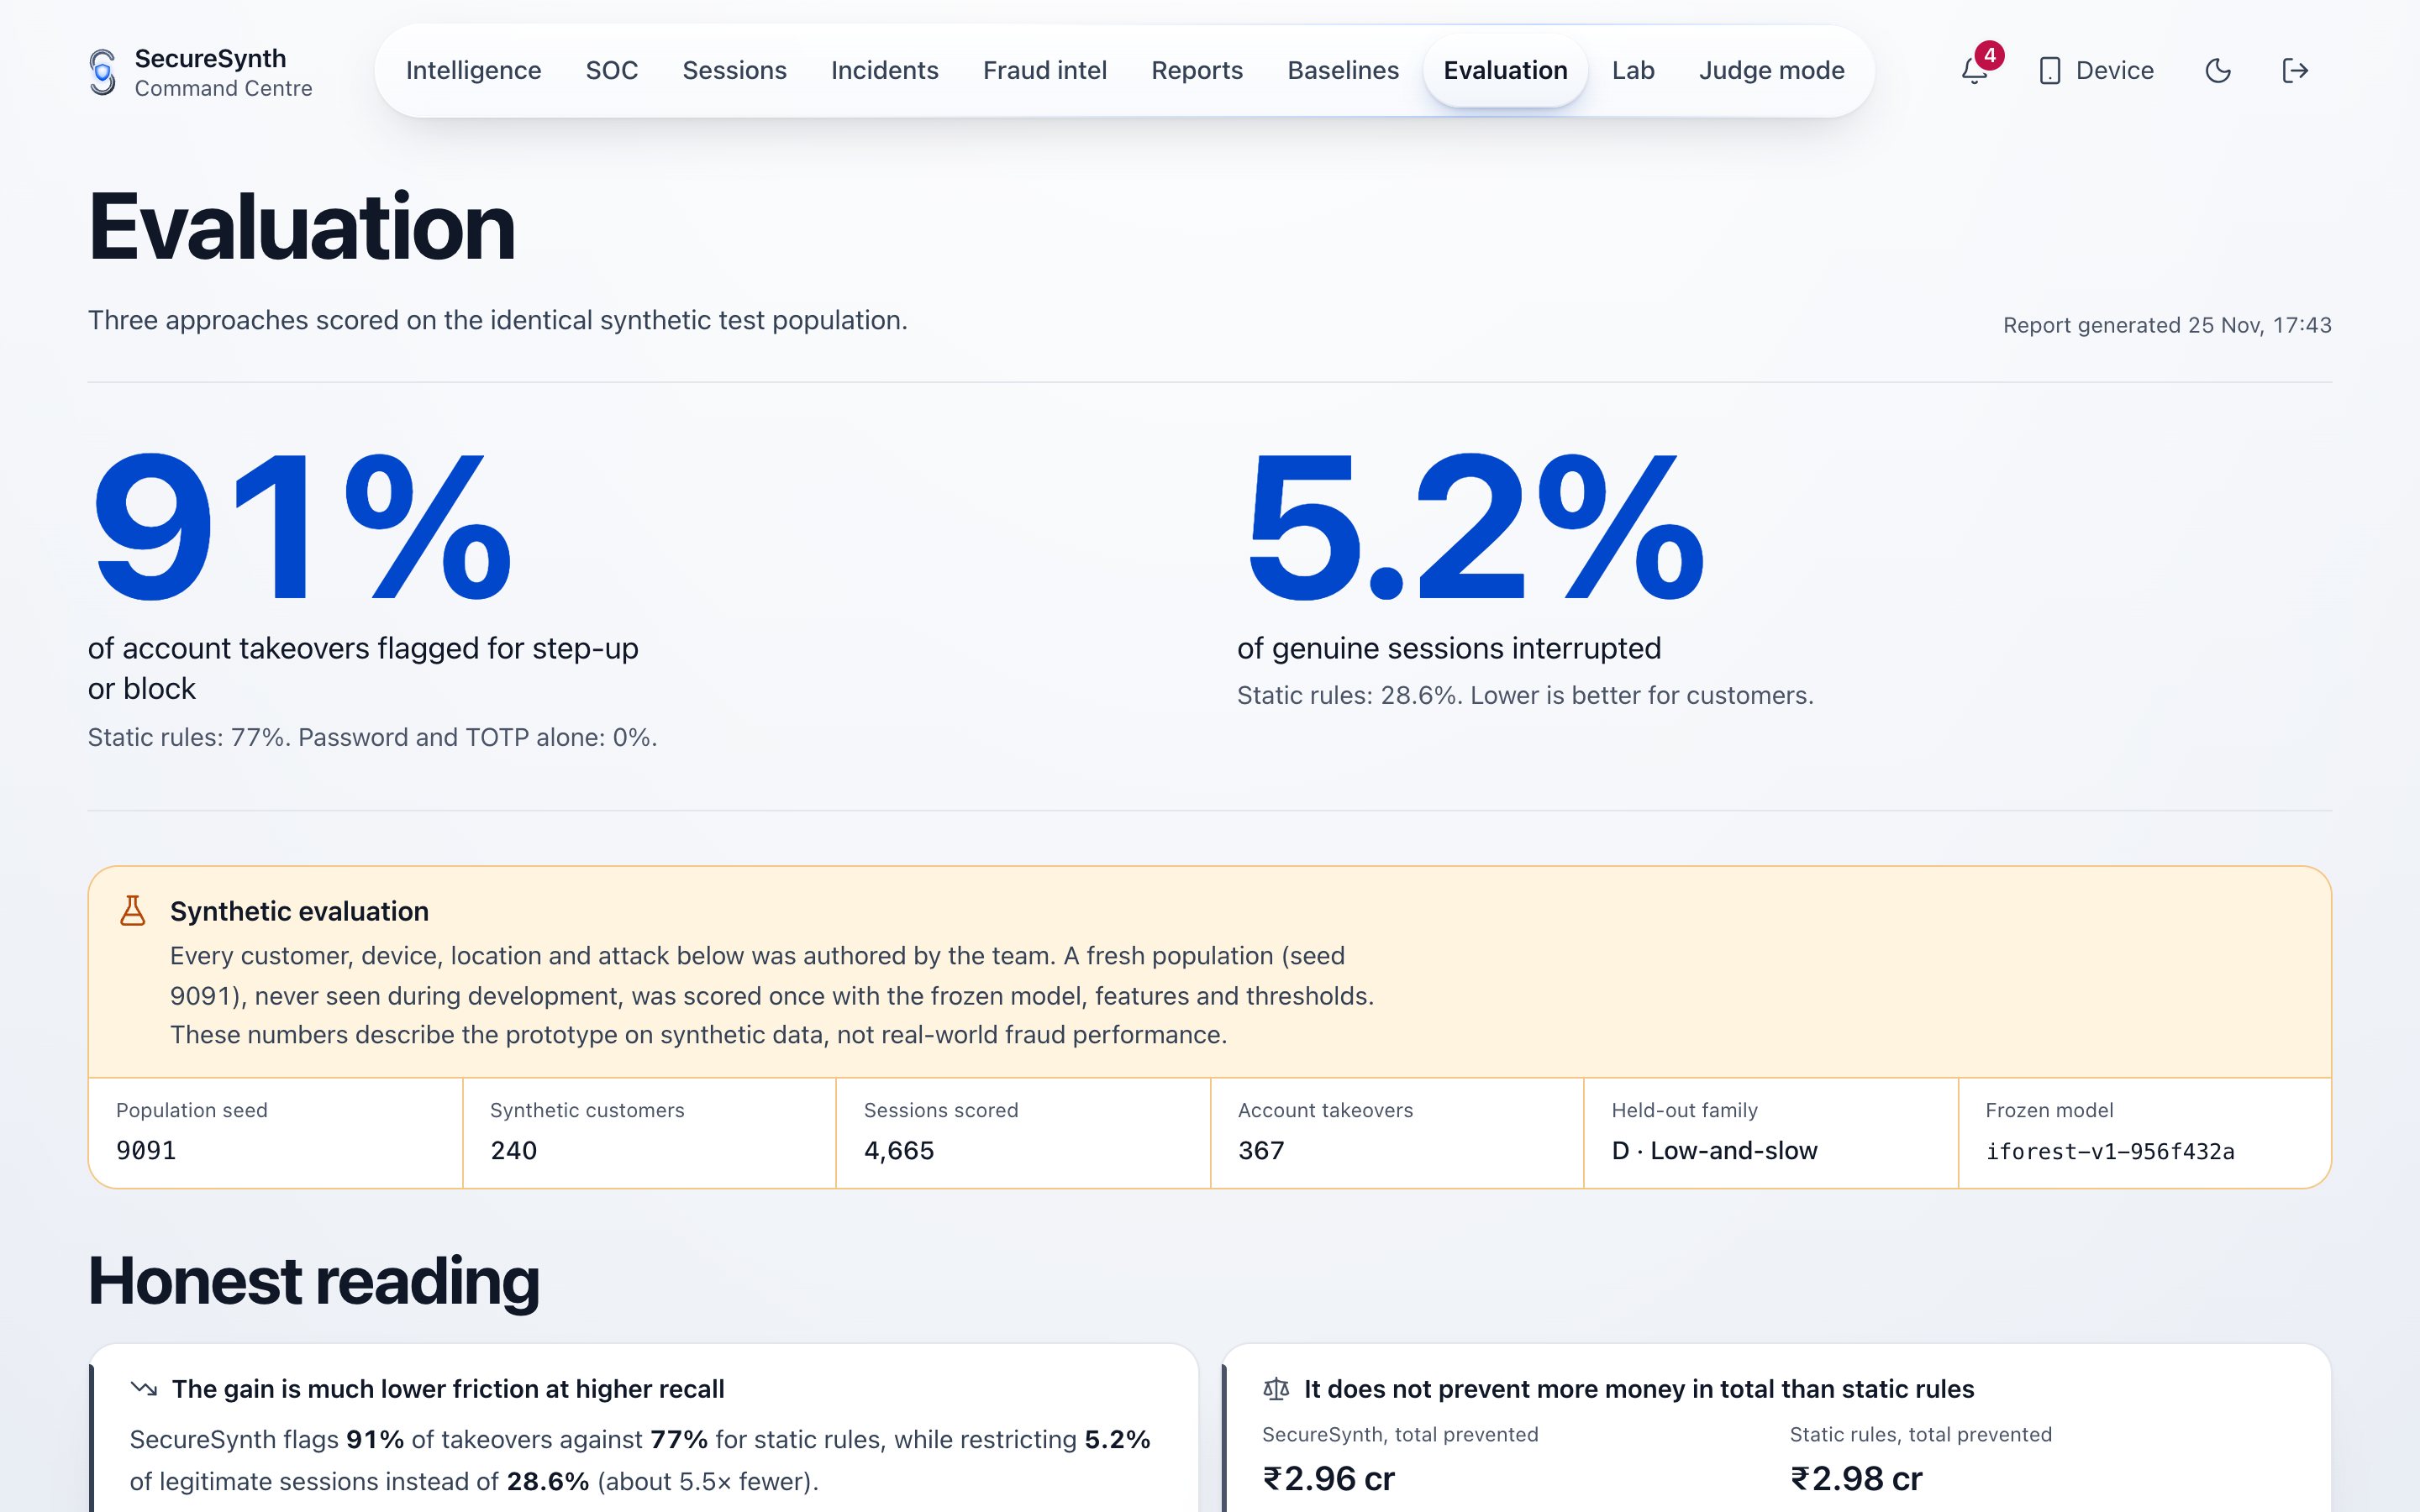 SecureSynth
Command Centre
Intelligence
SOC
Sessions
Incidents
Fraud intel
Reports
Baselines
Evaluation
Lab
Judge mode
4
Device
Evaluation
Three approaches scored on the identical synthetic test population.
Report generated 25 Nov, 17:43
91%
of account takeovers flagged for step-up
or block
Static rules: 77%. Password and TOTP alone: 0%.
5.2%
of genuine sessions interrupted
Static rules: 28.6%. Lower is better for customers.
Synthetic evaluation
Every customer, device, location and attack below was authored by the team. A fresh population (seed
9091), never seen during development, was scored once with the frozen model, features and thresholds.
These numbers describe the prototype on synthetic data, not real-world fraud performance.
Population seed
9091
Synthetic customers
240
Sessions scored
4,665
Account takeovers
367
Held-out family
D · Low-and-slow
Frozen model
iforest-v1-956f432a
Honest reading
The gain is much lower friction at higher recall
SecureSynth flags 91% of takeovers against 77% for static rules, while restricting 5.2%
of legitimate sessions instead of 28.6% (about 5.5× fewer).
It does not prevent more money in total than static rules
SecureSynth, total prevented
₹2.96 cr
Static rules, total prevented
₹2.98 cr